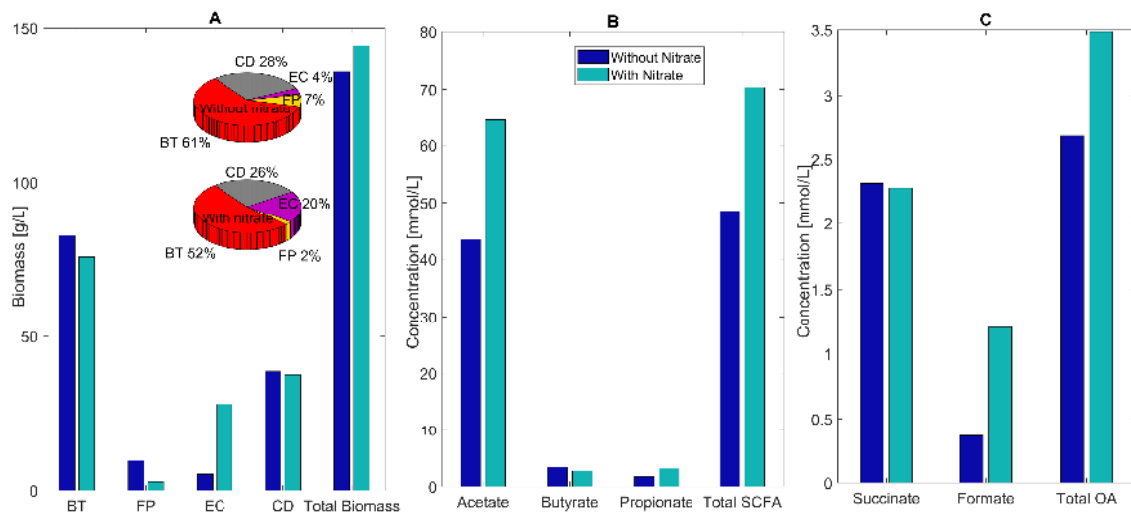 A
150
100
50
0
Biomass [g/L]
CD 28%
EC 4%
FP 7%
Without nitrate
BT 61%
CD 26%
EC 20%
With nitrate
BT 52%
FP 2%
BT FP EC CD Total Biomass
B
80
70
60
50
40
30
20
10
0
Concentration [mmol/L]
Without Nitrate
With Nitrate
Acetate Butyrate Propionate Total SCFA
C
3.5
3
2.5
2
1.5
1
0.5
0
Concentration [mmol/L]
Succinate Formate Total OA